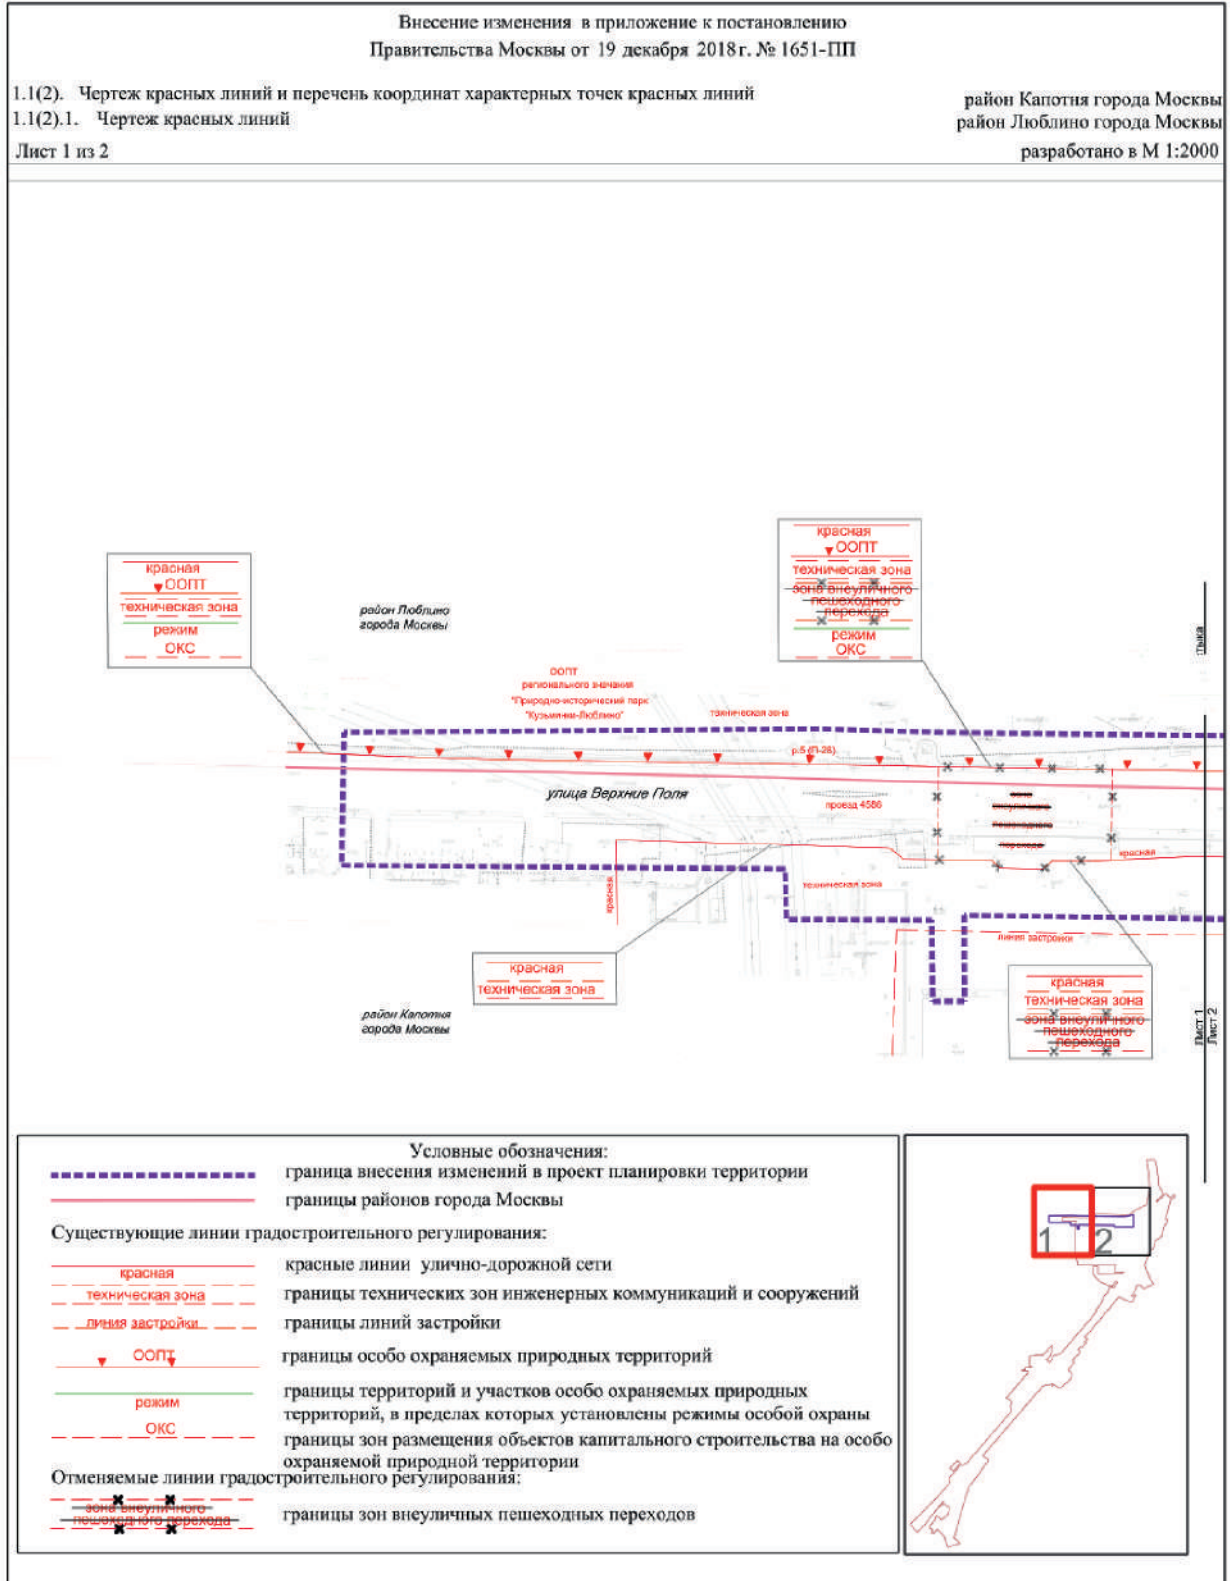 Внесение изменения в приложение к постановлению
Правительства Москвы от 19 декабря 2018г. № 1651-ПП
1.1(2). Чертеж красных линий и перечень координат характерных точек красных линий
1.1(2).1. Чертеж красных линий
Лист 1 из 2
район Капотня города Москвы
район Люблино города Москвы
разработано в М 1:2000
красная
ООПТ
техническая зона
режим
ОКС
район Люблино
города Москвы
красная
ООПТ
техническая зона
зона внеуличного
пешеходного
перехода
режим
ОКС
ООПТ
регионального значения
"Природно-исторический парк
"Кузьминки-Люблино"
техническая зона
р.5 (П-28)
улица Верхние Поля
проезд 4586
зона
внеуличного
пешеходного
перехода
красная
красная
техническая зона
линия застройки
красная
техническая зона
район Капотня
города Москвы
красная
техническая зона
зона внеуличного
пешеходного
перехода
Лист 1
Лист 2
Условные обозначения:
граница внесения изменений в проект планировки территории
границы районов города Москвы
Существующие линии градостроительного регулирования:
красная
красные линии улично-дорожной сети
техническая зона
границы технических зон инженерных коммуникаций и сооружений
линия застройки
границы линий застройки
ООПТ
границы особо охраняемых природных территорий
режим
границы территорий и участков особо охраняемых природных
территорий, в пределах которых установлены режимы особой охраны
ОКС
границы зон размещения объектов капитального строительства на особо
охраняемой природной территории
Отменяемые линии градостроительного регулирования:
зона внеуличного
пешеходного перехода
границы зон внеуличных пешеходных переходов
1
2